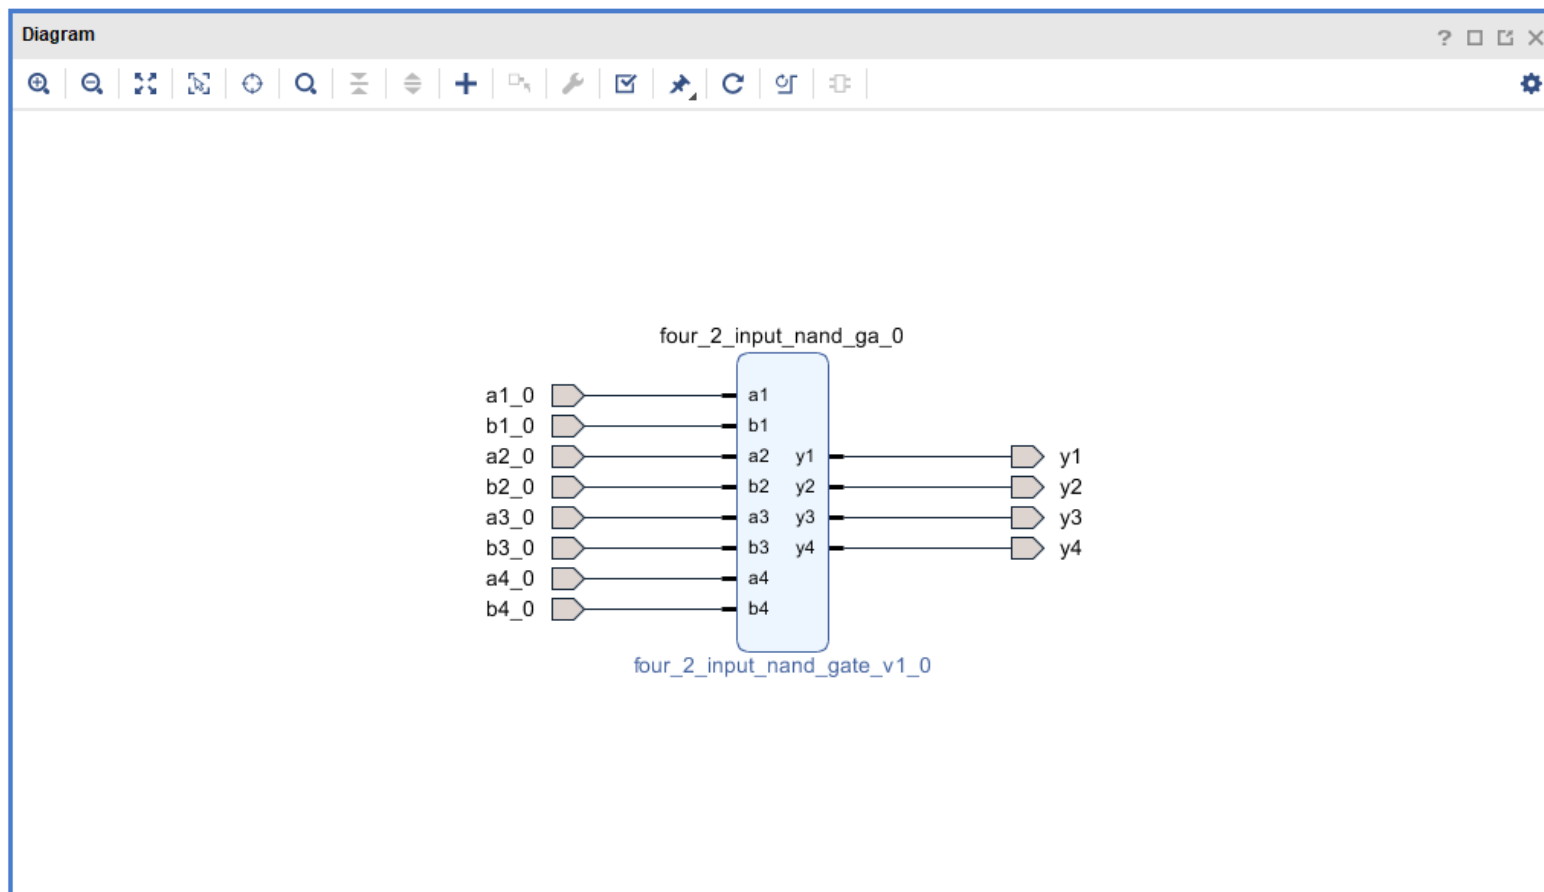 Diagram
four_2_input_nand_ga_0
a1_0 a1
b1_0 b1
a2_0 a2 y1 y1
b2_0 b2 y2 y2
a3_0 a3 y3 y3
b3_0 b3 y4 y4
a4_0 a4
b4_0 b4
four_2_input_nand_gate_v1_0